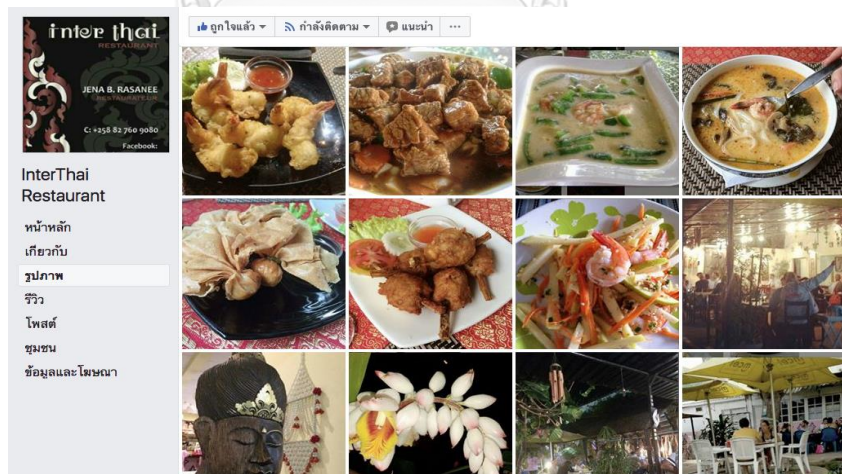 inter thai
RESTAURANT
JENA B. RASANEE
RESTAURATEUR
C: +258 82 760 9080
Facebook:
InterThai
Restaurant
หน้าหลัก
เกี่ยวกับ
รูปภาพ
รีวิว
โพสต์
ชุมชน
ข้อมูลและโฆษณา
ถูกใจแล้ว กำลังติดตาม แนะนำ ···